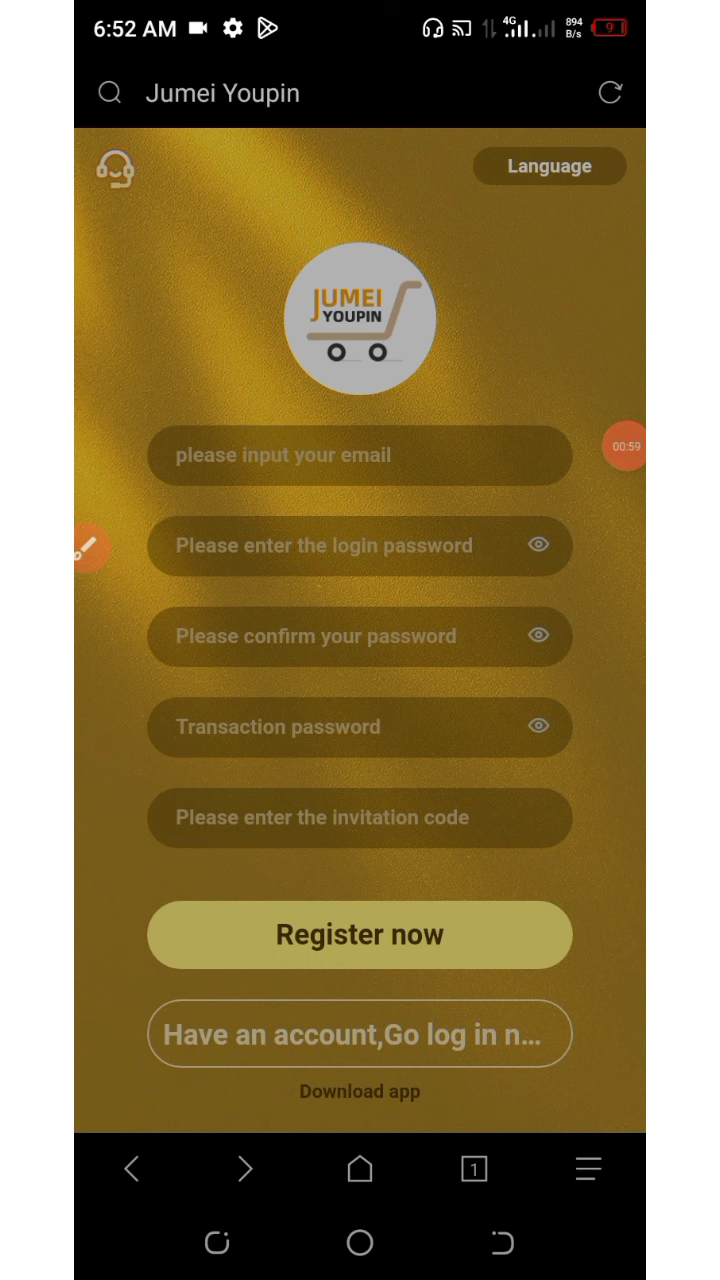 6:52 AM 4G 894 B/s 9
Jumei Youpin
Language
JUMEI
YOUPIN
please input your email
00:59
Please enter the login password
Please confirm your password
Transaction password
Please enter the invitation code
Register now
Have an account,Go log in n...
Download app
1